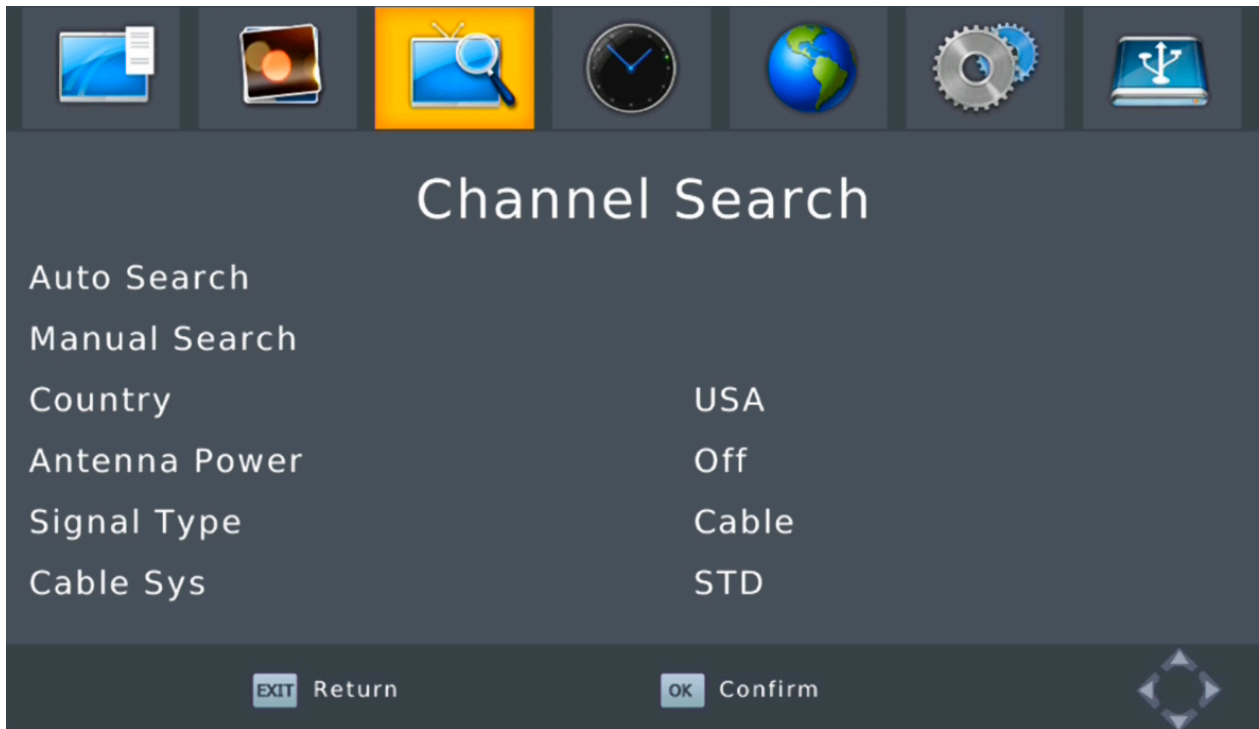 Channel Search
Auto Search
Manual Search
Country USA
Antenna Power Off
Signal Type Cable
Cable Sys STD
EXIT Return OK Confirm